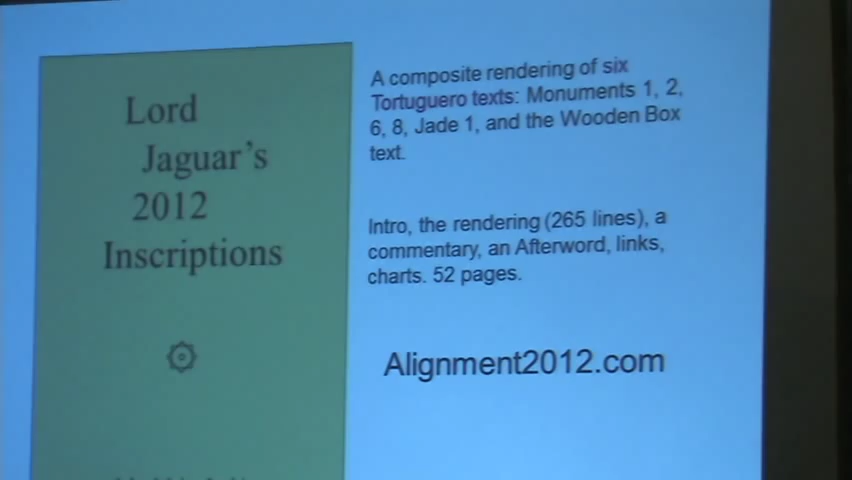 Lord
Jaguar's
2012
Inscriptions
A composite rendering of six
Tortuguero texts: Monuments 1, 2,
6, 8, Jade 1, and the Wooden Box
text.
Intro, the rendering (265 lines), a
commentary, an Afterword, links,
charts. 52 pages.
Alignment2012.com